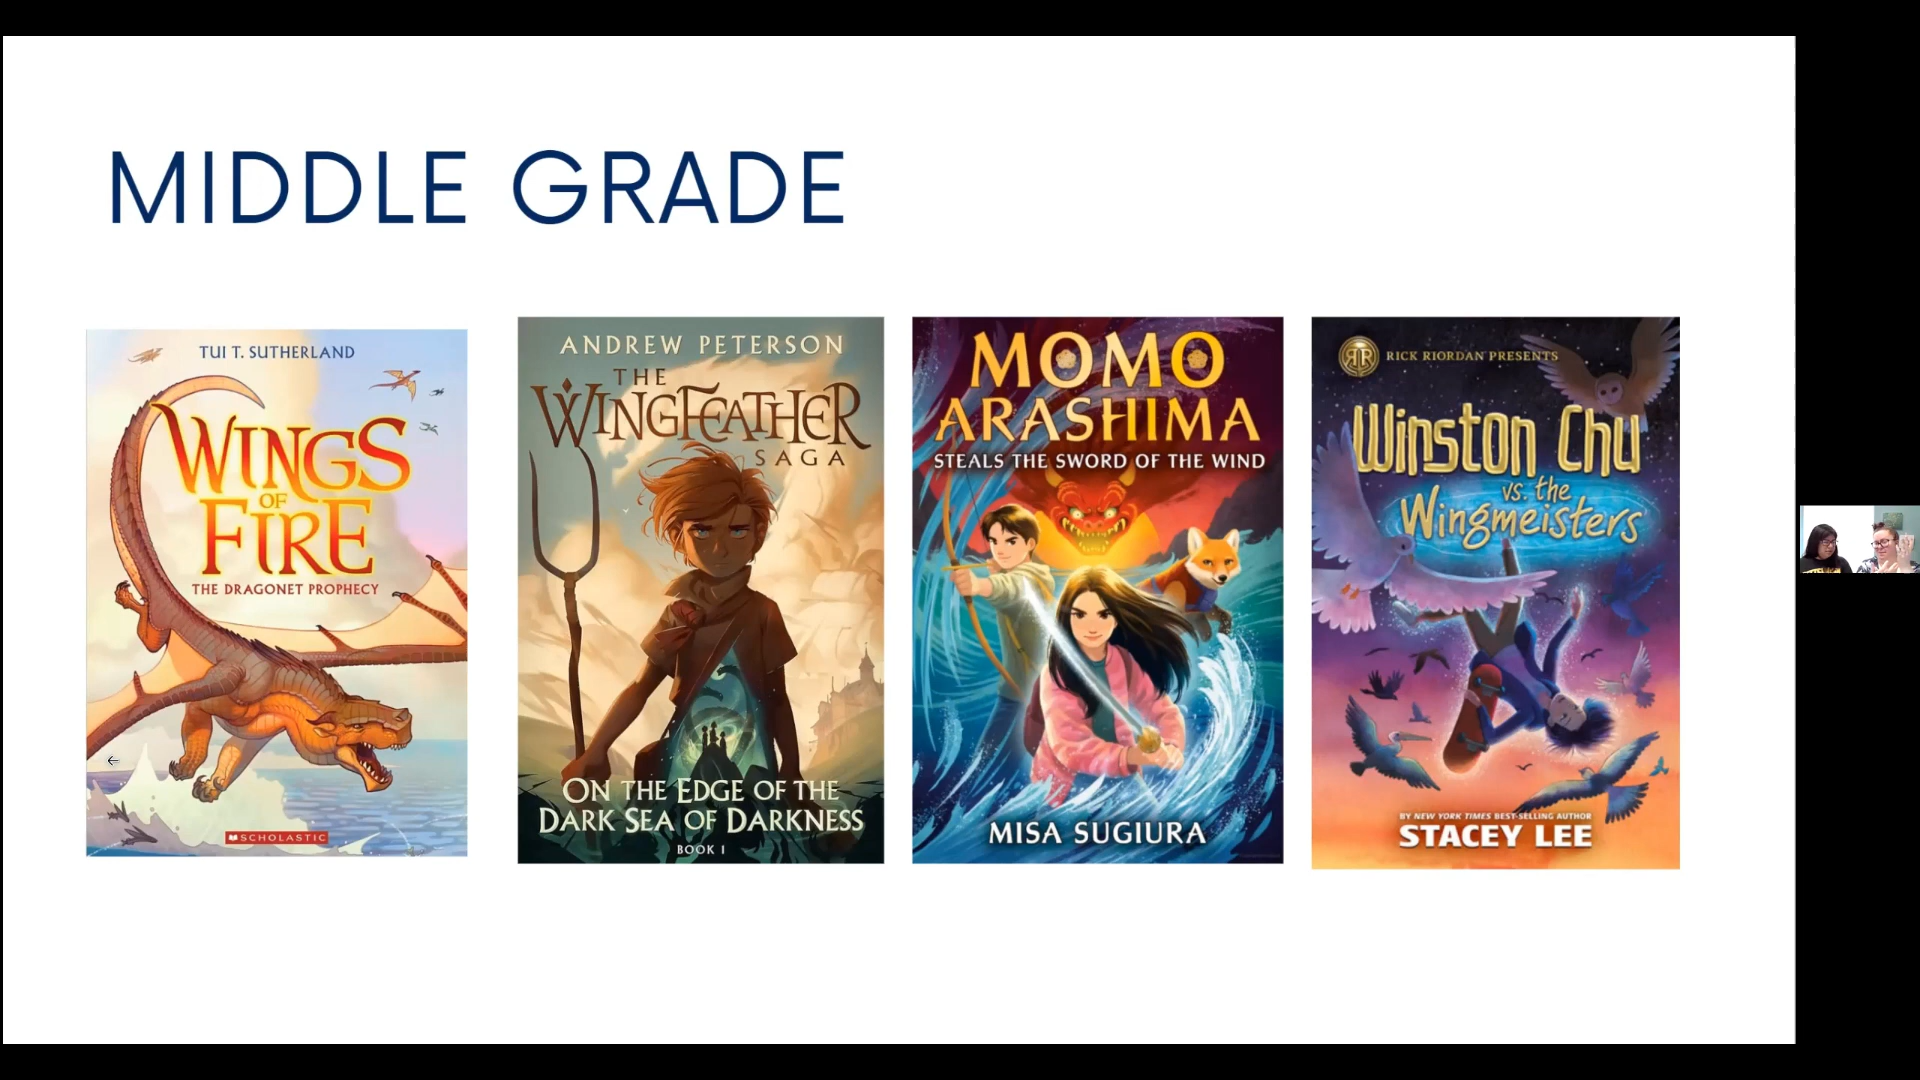 MIDDLE GRADE
TUI T. SUTHERLAND
WINGS
OF
FIRE
THE DRAGONET PROPHECY
SCHOLASTIC
ANDREW PETERSON
THE
WINGFEATHER
SAGA
ON THE EDGE OF THE
DARK SEA OF DARKNESS
BOOK 1
MOMO
ARASHIMA
STEALS THE SWORD OF THE WIND
MISA SUGIURA
RR RICK RIORDAN PRESENTS
Winston Chu
vs. the
Wingmeisters
BY NEW YORK TIMES BEST-SELLING AUTHOR
STACEY LEE